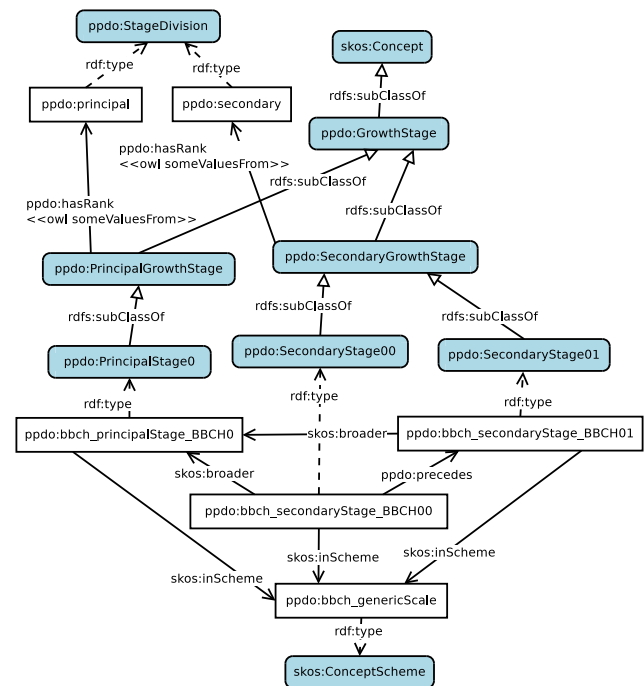 ppdo:StageDivision
skos:Concept
rdf:type
rdf:type
rdfs:subClassOf
ppdo:principal
ppdo:secondary
ppdo:GrowthStage
ppdo:hasRank
<<owl someValuesFrom>>
rdfs:subClassOf
ppdo:hasRank
<<owl someValuesFrom>>
rdfs:subClassOf
ppdo:PrincipalGrowthStage
ppdo:SecondaryGrowthStage
rdfs:subClassOf
rdfs:subClassOf
rdfs:subClassOf
ppdo:PrincipalStage0
ppdo:SecondaryStage00
ppdo:SecondaryStage01
rdf:type
rdf:type
rdf:type
ppdo:bbch_principalStage_BBCH0
skos:broader
ppdo:bbch_secondaryStage_BBCH01
skos:broader
ppdo:precedes
ppdo:bbch_secondaryStage_BBCH00
skos:inScheme
skos:inScheme
skos:inScheme
ppdo:bbch_genericScale
rdf:type
skos:ConceptScheme